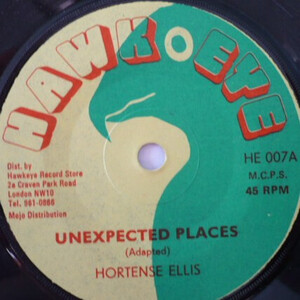 HAWKEYE
Dist. by
Hawkeye Record Store
2a Craven Park Road
London NW10
Tel: 961-0866
Mojo Distribution
HE 007A
M.C.P.S.
45 RPM
UNEXPECTED PLACES
(Adapted)
HORTENSE ELLIS